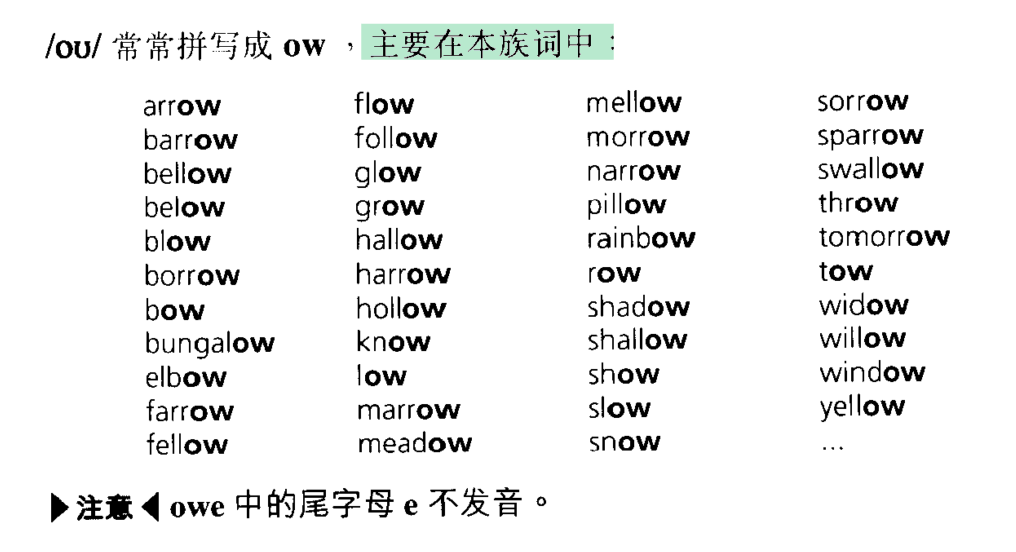 /oʊ/ 常常拼写成 ow ，主要在本族词中：
arrow flow mellow sorrow
barrow follow morrow sparrow
bellow glow narrow swallow
below grow pillow throw
blow hallow rainbow tomorrow
borrow harrow row tow
bow hollow shadow widow
bungalow know shallow willow
elbow low show window
farrow marrow slow yellow
fellow meadow snow ...
▶注意◀ owe 中的尾字母 e 不发音。